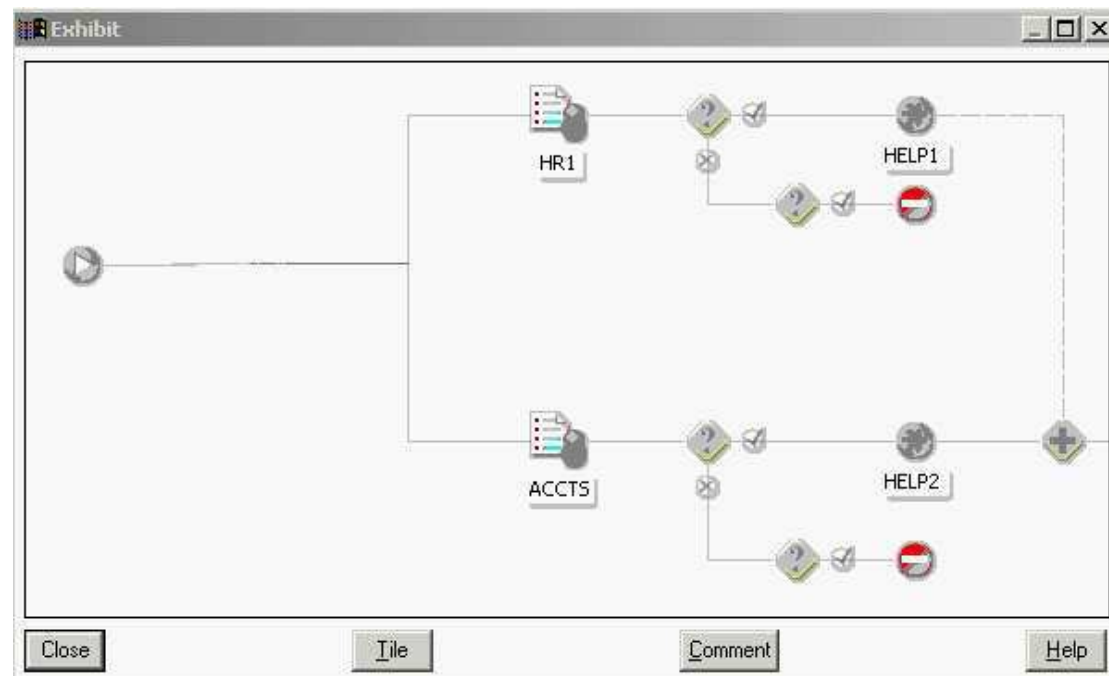 Exhibit
HR1
HELP1
ACCTS
HELP2
Close
Tile
Comment
Help